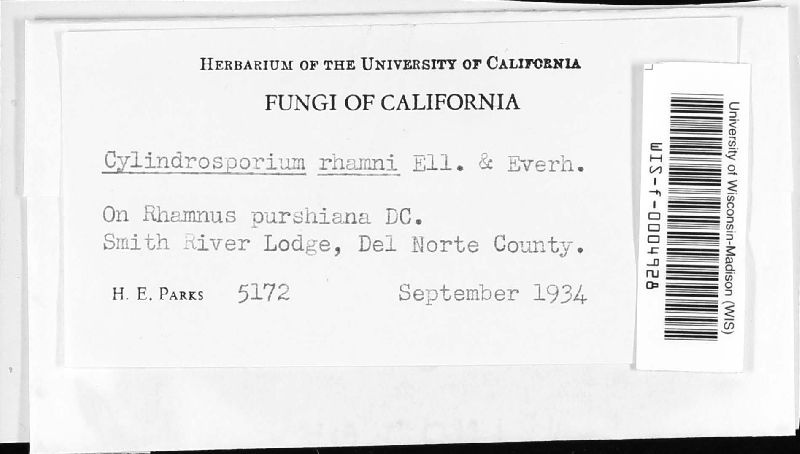 HERBARIUM OF THE UNIVERSITY OF CALIFORNIA
FUNGI OF CALIFORNIA
Cylindrosporium rhamni Ell. & Everh.
On Rhamnus purshiana DC.
Smith River Lodge, Del Norte County.
H. E. PARKS 5172 September 1934
University of Wisconsin-Madison (WIS)
WIS-f-0004928